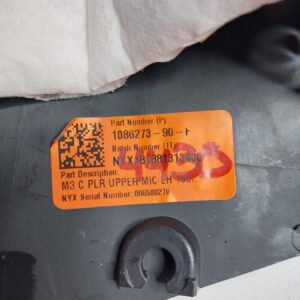 Part Number (P)
1086273-90-F
Batch Number (1T)
Part Description:
M3 C PLR UPPER MIC LH
NYX Serial Number: 006580270